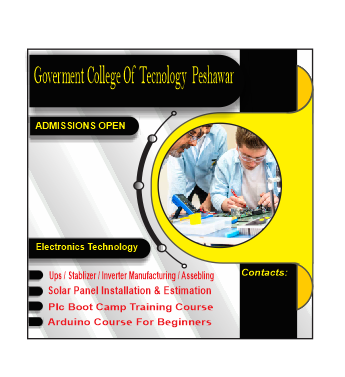 Goverment College Of Tecnology Peshawar
ADMISSIONS OPEN
Electronics Technology
Contacts:
Ups / Stablizer / Inverter Manufacturing / Assebling
Solar Panel Installation & Estimation
Plc Boot Camp Training Course
Arduino Course For Beginners